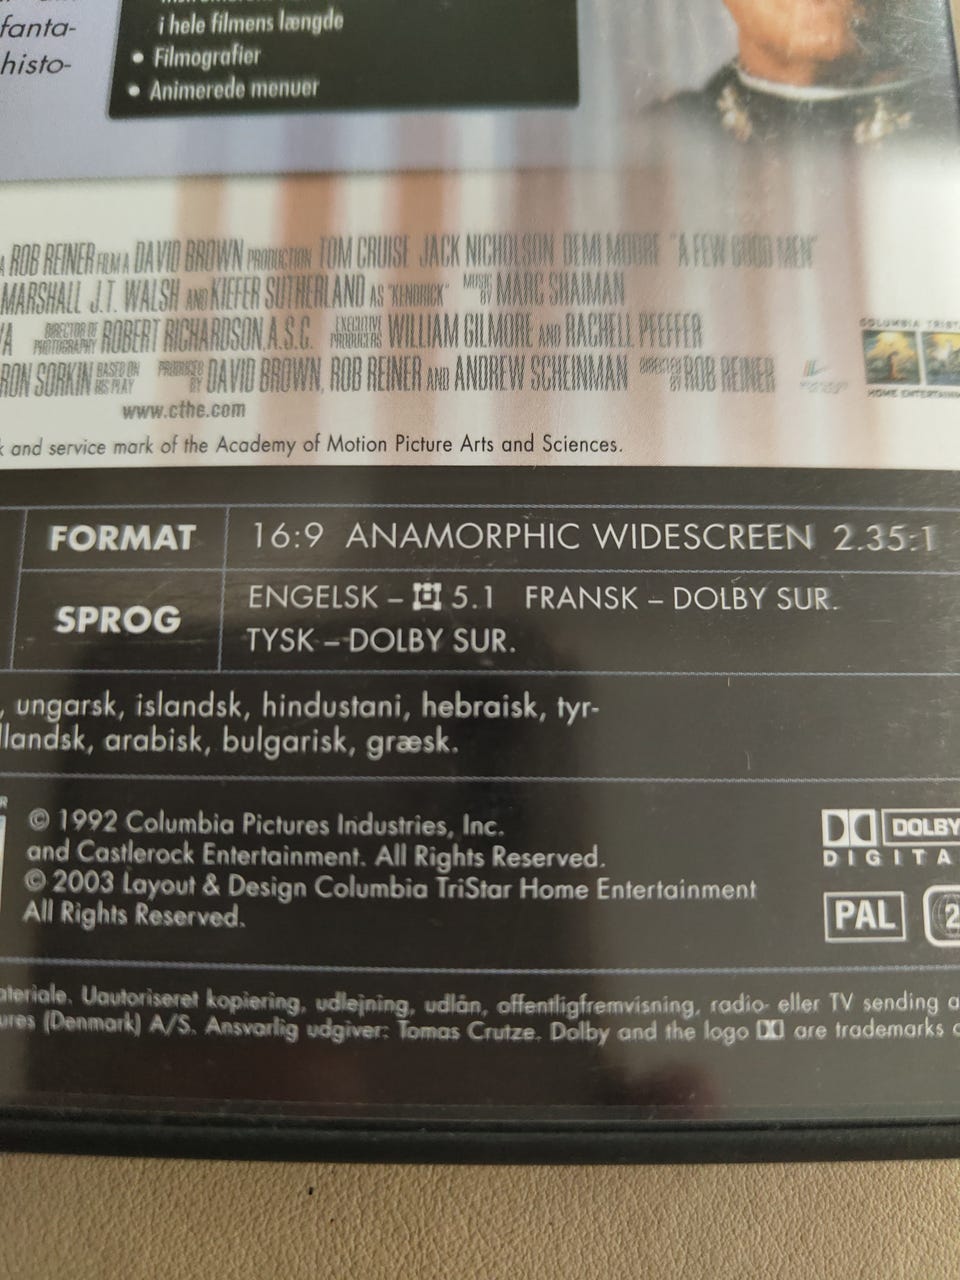 fanta-
histo-
i hele filmens længde
• Filmografier
• Animerede menuer
A ROB REINER FILM A DAVID BROWN PRODUCTION TOM CRUISE JACK NICHOLSON DEMI MOORE "A FEW GOOD MEN"
MARSHALL J.T. WALSH AND KIEFER SUTHERLAND AS "KENDRICK" MUSIC BY MARC SHAIMAN
DIRECTOR OF PHOTOGRAPHY ROBERT RICHARDSON, A.S.C. EXECUTIVE PRODUCERS WILLIAM GILMORE AND RACHELL PFEFFER
SORKIN BASED ON HIS PLAY PRODUCED BY DAVID BROWN, ROB REINER AND ANDREW SCHEINMAN DIRECTED BY ROB REINER
COLUMBIA
HOME
www.cthe.com
and service mark of the Academy of Motion Picture Arts and Sciences.
FORMAT 16:9 ANAMORPHIC WIDESCREEN 2.35:1
SPROG ENGELSK – 5.1 FRANSK – DOLBY SUR.
TYSK – DOLBY SUR.
, ungarsk, islandsk, hindustani, hebraisk, tyr-
llandsk, arabisk, bulgarisk, græsk.
© 1992 Columbia Pictures Industries, Inc.
and Castlerock Entertainment. All Rights Reserved.
© 2003 Layout & Design Columbia TriStar Home Entertainment
All Rights Reserved.
DOLBY
DIGITA
PAL 2
ateriale. Uautoriseret kopiering, udlejning, udlån, offentligfremvisning, radio- eller TV sending
ures (Denmark) A/S. Ansvarlig udgiver: Tomas Crutze. Dolby and the logo are trademarks